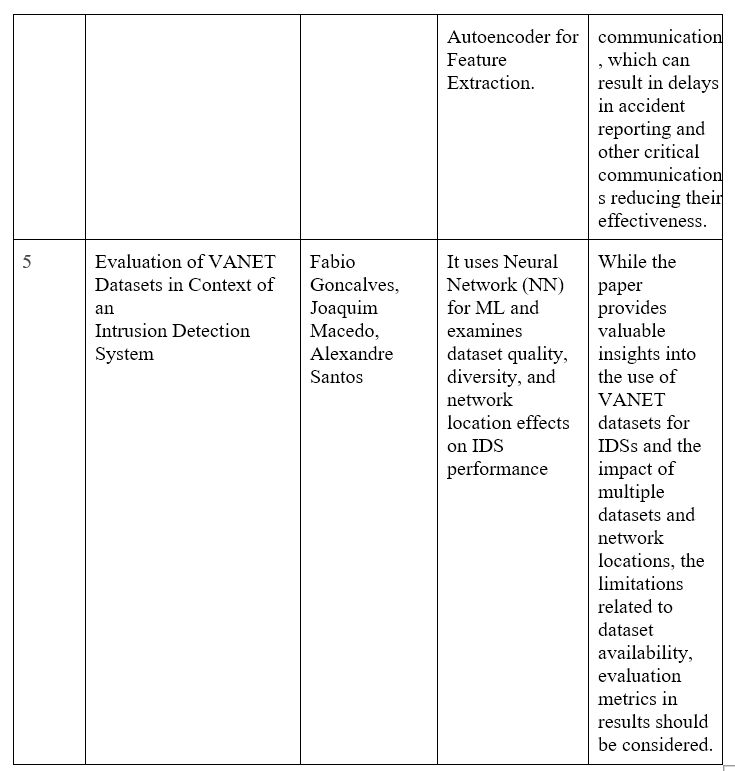 Autoencoder for
Feature
Extraction.
communication
, which can
result in delays
in accident
reporting and
other critical
communication
s reducing their
effectiveness.
5
Evaluation of VANET
Datasets in Context of
an
Intrusion Detection
System
Fabio
Goncalves,
Joaquim
Macedo,
Alexandre
Santos
It uses Neural
Network (NN)
for ML and
examines
dataset quality,
diversity, and
network
location effects
on IDS
performance
While the
paper
provides
valuable
insights into
the use of
VANET
datasets for
IDSs and the
impact of
multiple
datasets and
network
locations, the
limitations
related to
dataset
availability,
evaluation
metrics in
results should
be considered.